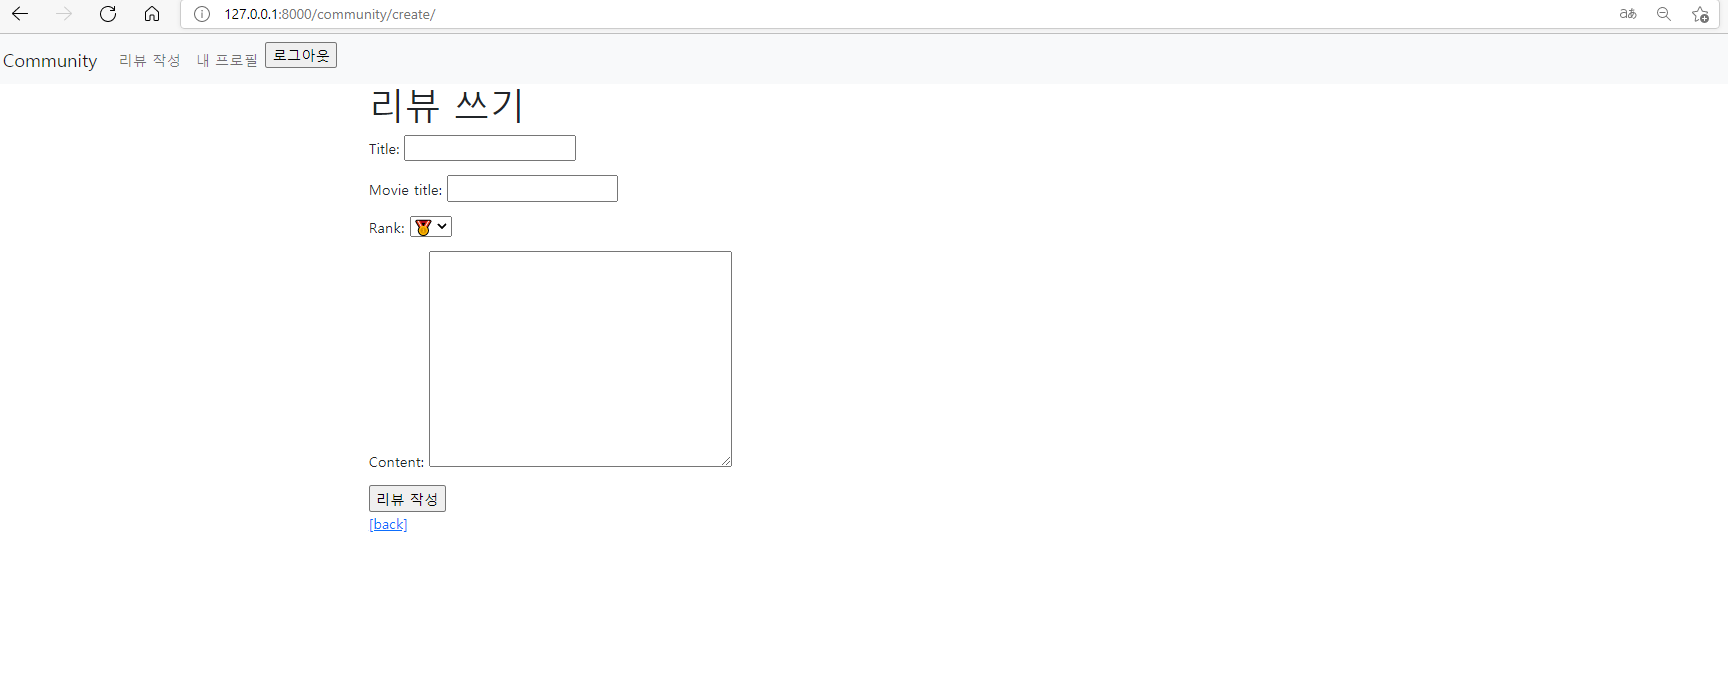 127.0.0.1:8000/community/create/
Community 리뷰 작성 내 프로필 로그아웃
리뷰 쓰기
Title:
Movie title:
Rank:
Content:
리뷰 작성
[back]